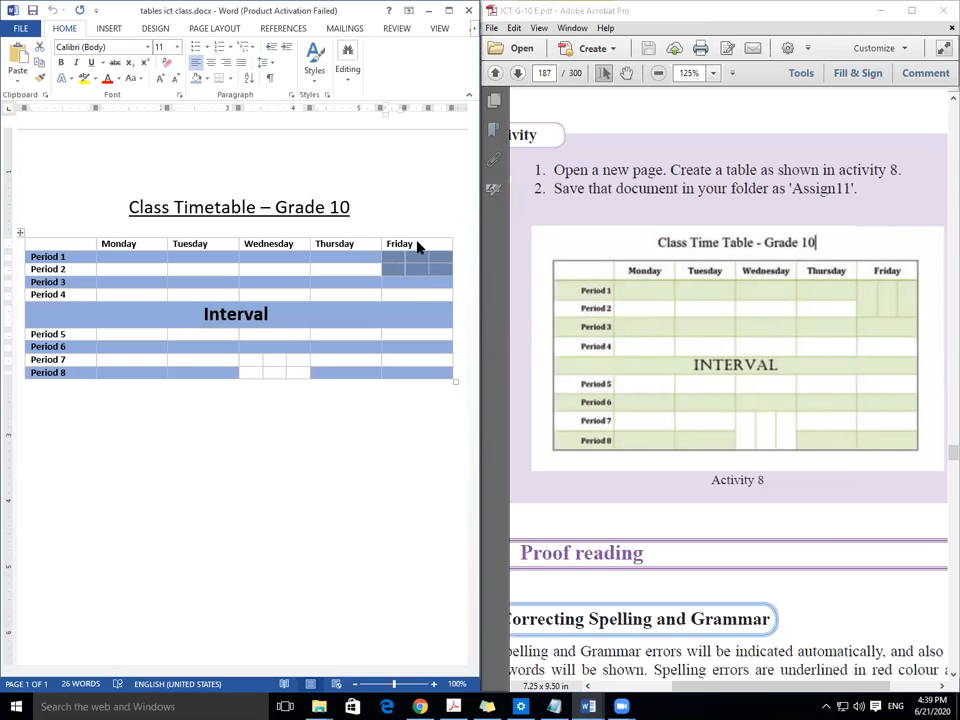 tables ict class.docx - Word (Product Activation Failed)
FILE HOME INSERT DESIGN PAGE LAYOUT REFERENCES MAILINGS REVIEW VIEW
Calibri (Body) 11
Paste
Styles
Editing
Clipboard Font Paragraph Styles
Class Timetable – Grade 10
Monday Tuesday Wednesday Thursday Friday
Period 1
Period 2
Period 3
Period 4
Interval
Period 5
Period 6
Period 7
Period 8
PAGE 1 OF 1 26 WORDS ENGLISH (UNITED STATES) 100%
ICT G-10 E.pdf - Adobe Acrobat Pro
File Edit View Window Help
Open Create Customize
187 / 300 125% Tools Fill & Sign Comment
ivity
1. Open a new page. Create a table as shown in activity 8.
2. Save that document in your folder as 'Assign11'.
Class Time Table - Grade 10
Monday Tuesday Wednesday Thursday Friday
Period 1
Period 2
Period 3
Period 4
INTERVAL
Period 5
Period 6
Period 7
Period 8
Activity 8
Proof reading
orrecting Spelling and Grammar
pelling and Grammar errors will be indicated automatically, and also
words will be shown. Spelling errors are underlined in red colour a
7.25 x 9.50 in
Search the Windows
4:39 PM
6/21/2020